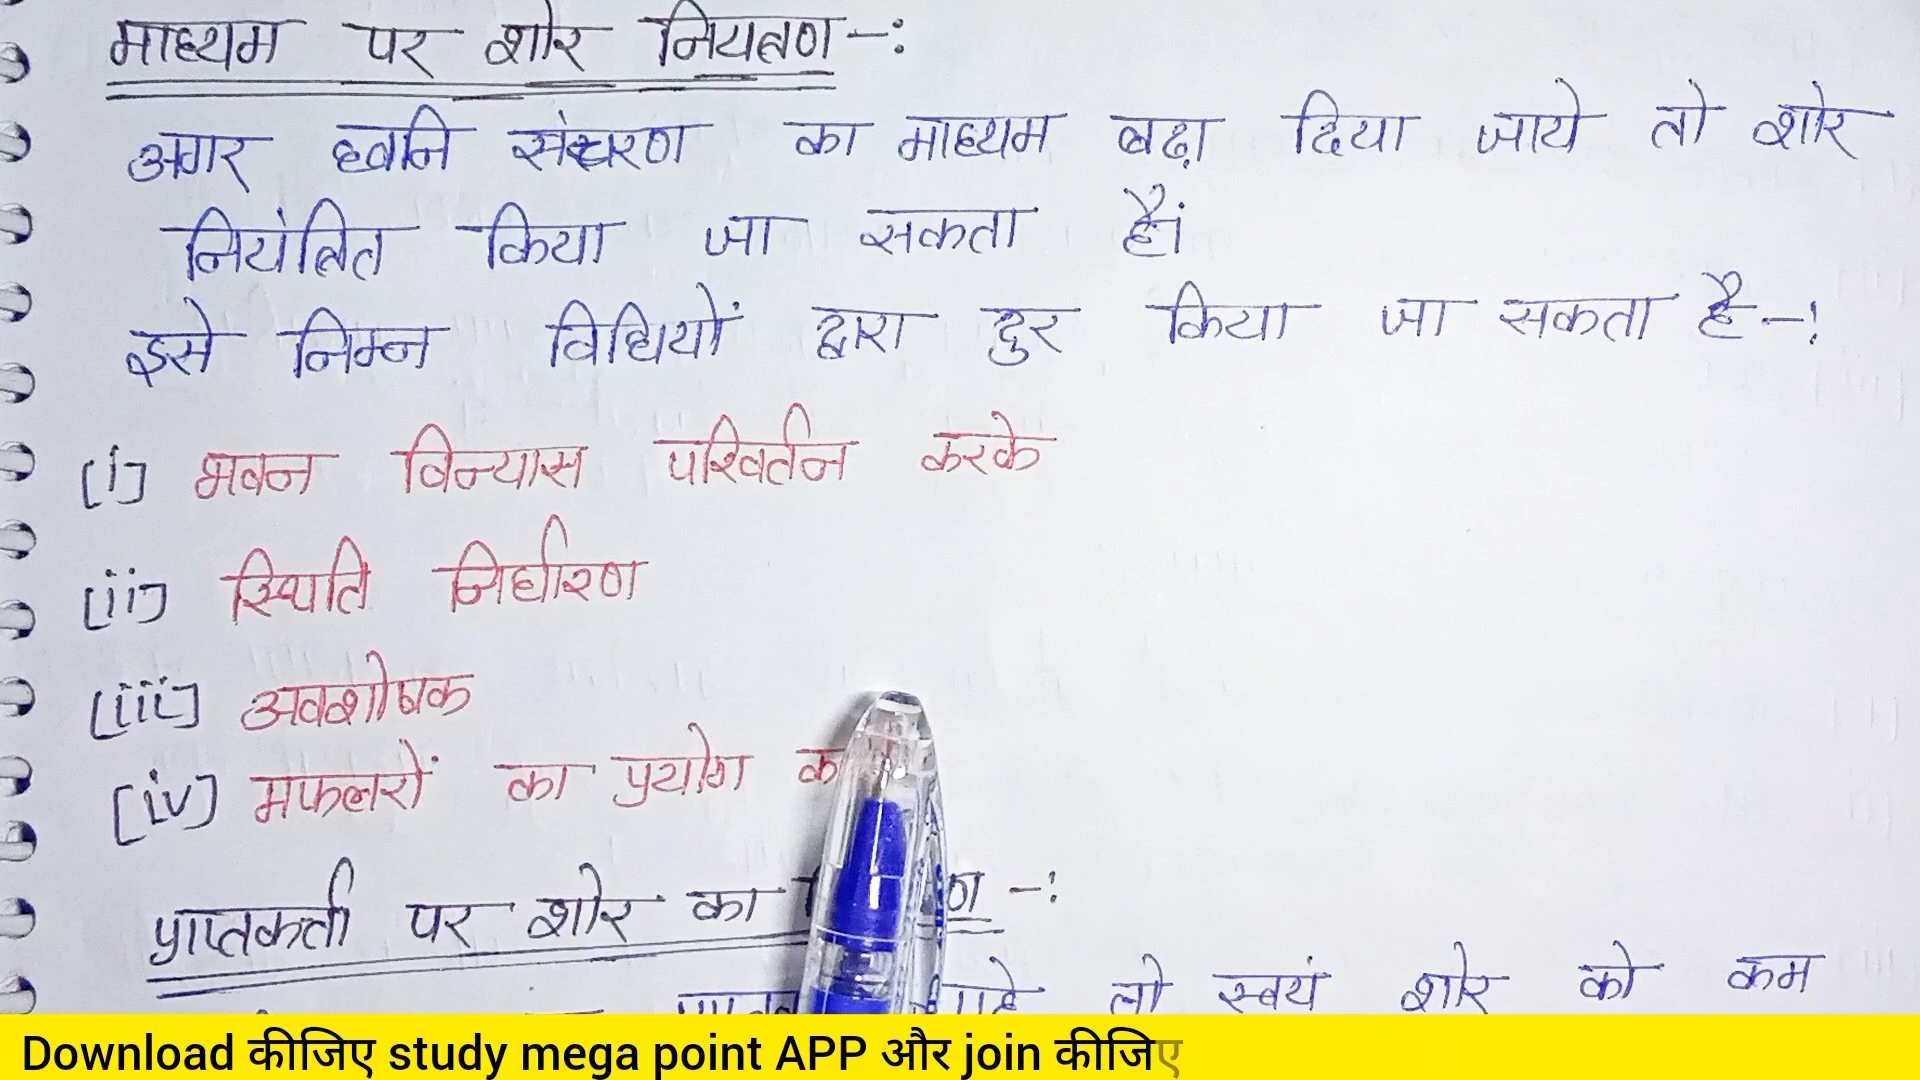 माध्यम पर शोर नियतण -:
अगर ध्वनि संचरण का माध्यम बढ़ा दिया जाये तो शोर
नियंत्रित किया जा सकता हैं।
इसे निम्न विधियों द्वारा दुर किया जा सकता है -:
(i) भवन विन्यास परिवर्तन करके
(ii) स्थिति निर्धारण
(iii) अवशोषक
(iv) मफलरों का प्रयोग
प्राप्तकर्ता पर शोर का -:
तो स्वयं शोर को कम
Download कीजिए study mega point APP और join कीजिए